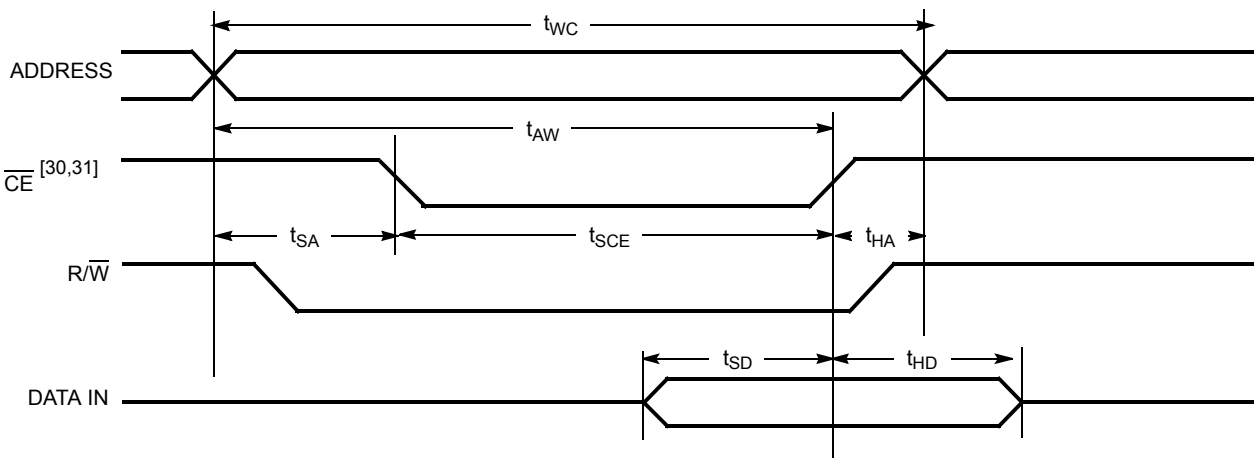 tWC
ADDRESS
tAW
CE [30,31]
tSA tSCE tHA
R/W
tSD tHD
DATA IN